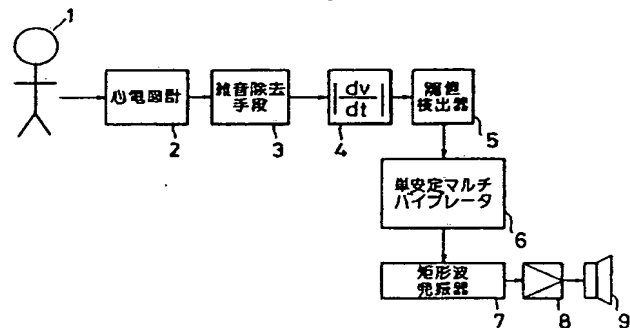 1
心電図計
2
雑音除去
手段
3
|dv/dt|
4
閾値
検出器
5
単安定マルチ
バイブレータ
6
矩形波
発振器
7
8
9